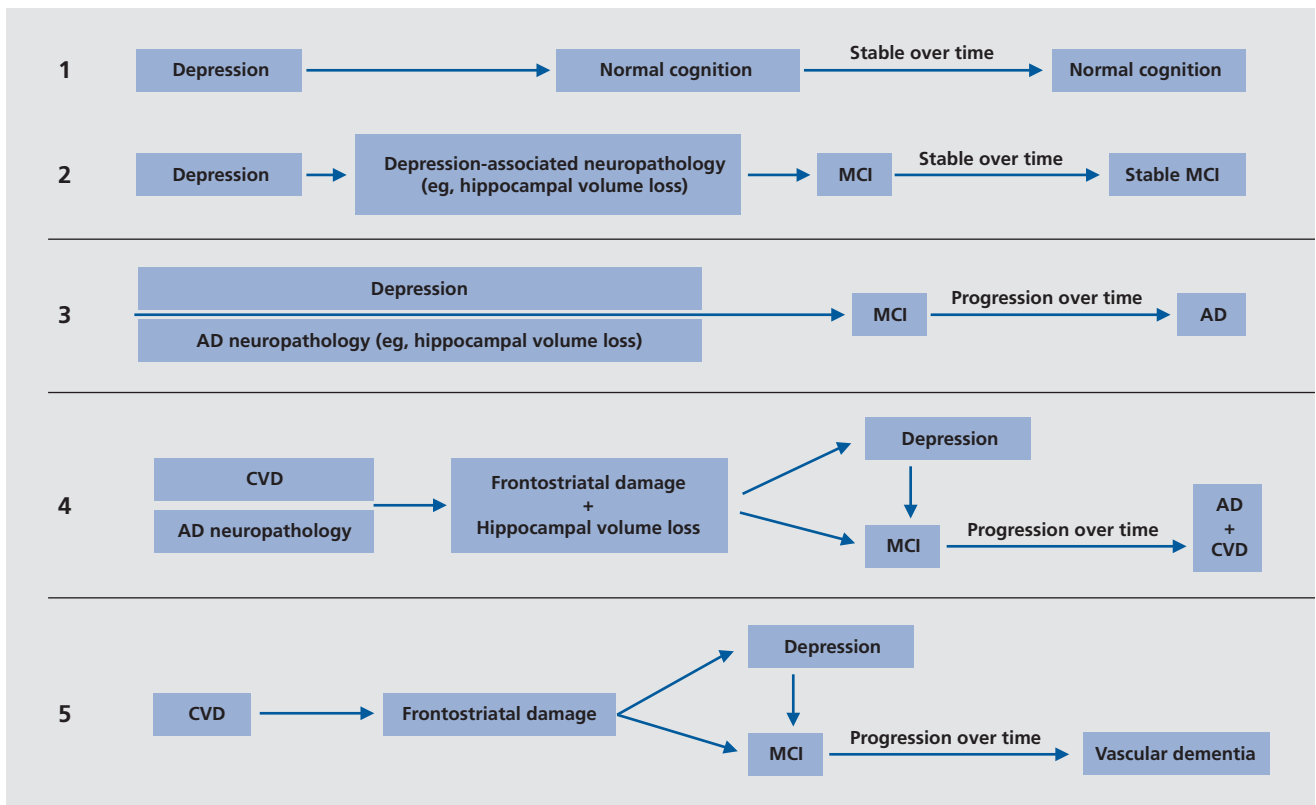 1
Depression
Normal cognition
Stable over time
Normal cognition
2
Depression
Depression-associated neuropathology
(eg, hippocampal volume loss)
MCI
Stable over time
Stable MCI
3
Depression
AD neuropathology (eg, hippocampal volume loss)
MCI
Progression over time
AD
4
CVD
AD neuropathology
Frontostriatal damage
+
Hippocampal volume loss
Depression
MCI
Progression over time
AD
+
CVD
5
CVD
Frontostriatal damage
Depression
MCI
Progression over time
Vascular dementia